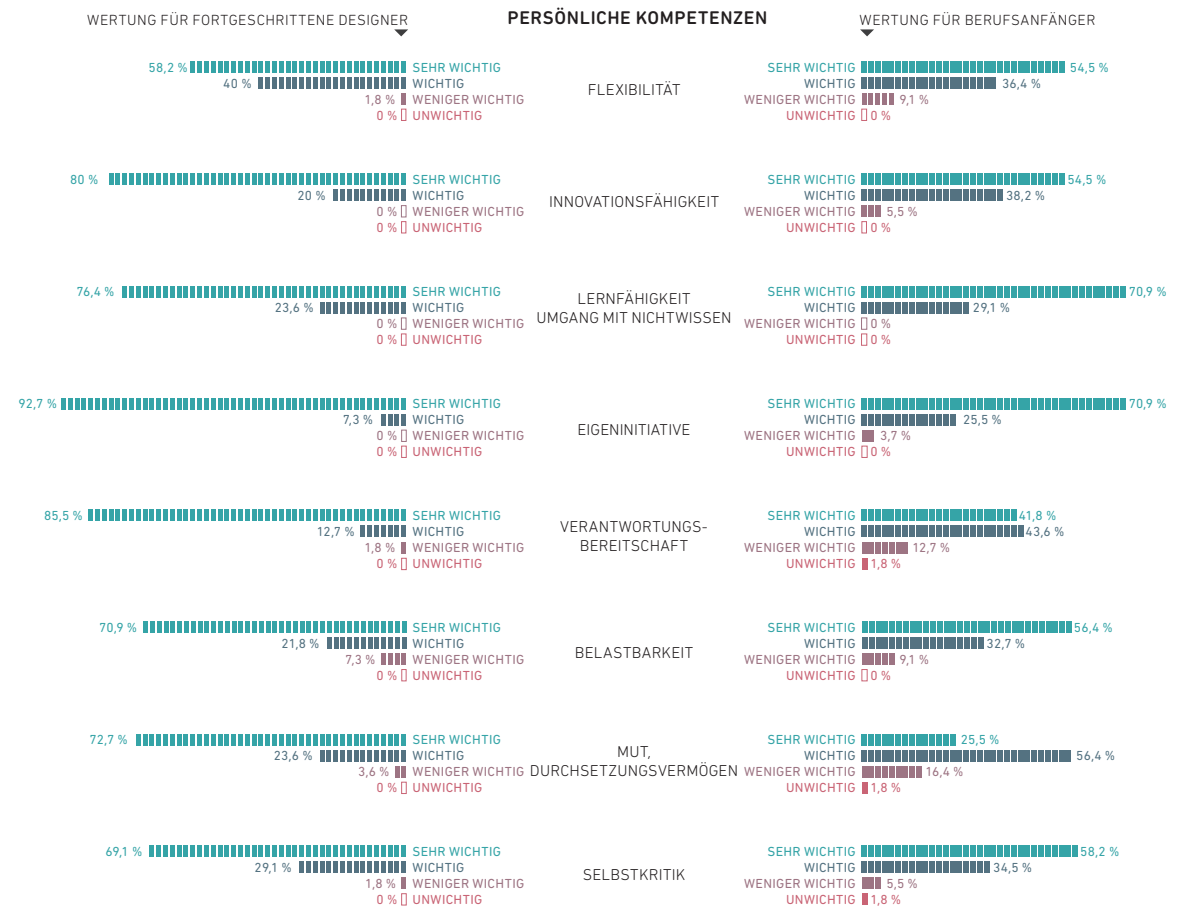 WERTUNG FÜR FORTGESCHRITTENE DESIGNER
PERSÖNLICHE KOMPETENZEN
WERTUNG FÜR BERUFSANFÄNGER
58,2 % SEHR WICHTIG
40 % WICHTIG
1,8 % WENIGER WICHTIG
0 % UNWICHTIG
FLEXIBILITÄT
SEHR WICHTIG 54,5 %
WICHTIG 36,4 %
WENIGER WICHTIG 9,1 %
UNWICHTIG 0 %
80 % SEHR WICHTIG
20 % WICHTIG
0 % WENIGER WICHTIG
0 % UNWICHTIG
INNOVATIONSFÄHIGKEIT
SEHR WICHTIG 54,5 %
WICHTIG 38,2 %
WENIGER WICHTIG 5,5 %
UNWICHTIG 0 %
76,4 % SEHR WICHTIG
23,6 % WICHTIG
0 % WENIGER WICHTIG
0 % UNWICHTIG
LERNFÄHIGKEIT
UMGANG MIT NICHTWISSEN
SEHR WICHTIG 70,9 %
WICHTIG 29,1 %
WENIGER WICHTIG 0 %
UNWICHTIG 0 %
92,7 % SEHR WICHTIG
7,3 % WICHTIG
0 % WENIGER WICHTIG
0 % UNWICHTIG
EIGENINITIATIVE
SEHR WICHTIG 70,9 %
WICHTIG 25,5 %
WENIGER WICHTIG 3,7 %
UNWICHTIG 0 %
85,5 % SEHR WICHTIG
12,7 % WICHTIG
1,8 % WENIGER WICHTIG
0 % UNWICHTIG
VERANTWORTUNGS-
BEREITSCHAFT
SEHR WICHTIG 41,8 %
WICHTIG 43,6 %
WENIGER WICHTIG 12,7 %
UNWICHTIG 1,8 %
70,9 % SEHR WICHTIG
21,8 % WICHTIG
7,3 % WENIGER WICHTIG
0 % UNWICHTIG
BELASTBARKEIT
SEHR WICHTIG 56,4 %
WICHTIG 32,7 %
WENIGER WICHTIG 9,1 %
UNWICHTIG 0 %
72,7 % SEHR WICHTIG
23,6 % WICHTIG
3,6 % WENIGER WICHTIG
0 % UNWICHTIG
MUT,
DURCHSETZUNGSVERMÖGEN
SEHR WICHTIG 25,5 %
WICHTIG 56,4 %
WENIGER WICHTIG 16,4 %
UNWICHTIG 1,8 %
69,1 % SEHR WICHTIG
29,1 % WICHTIG
1,8 % WENIGER WICHTIG
0 % UNWICHTIG
SELBSTKRITIK
SEHR WICHTIG 58,2 %
WICHTIG 34,5 %
WENIGER WICHTIG 5,5 %
UNWICHTIG 1,8 %